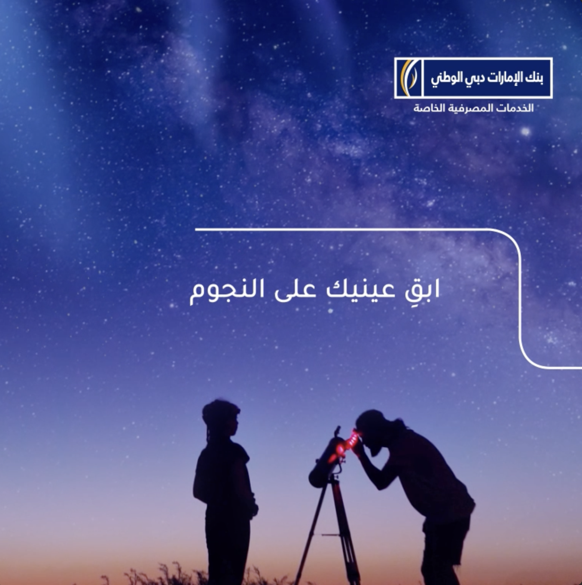 بنك الإمارات دبي الوطني
الخدمات المصرفية الخاصة
ابقِ عينيك على النجوم